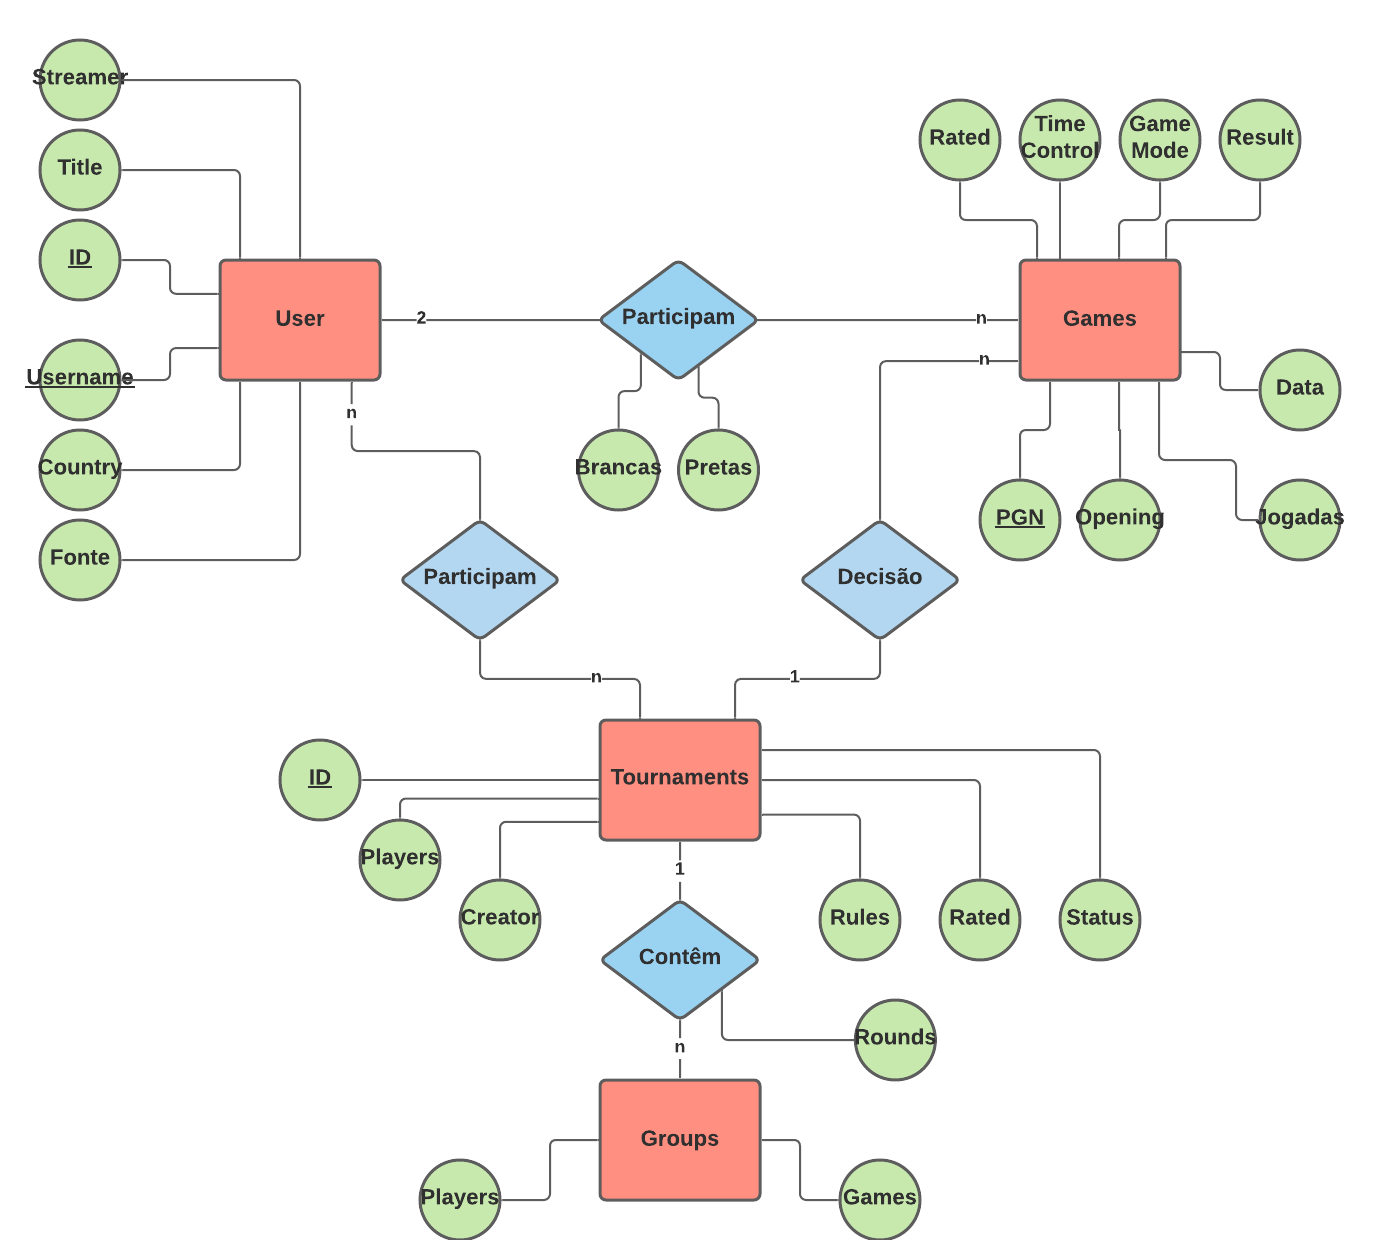 Streamer
Title
ID
Username
Country
Fonte
User
2
Participam
n
Brancas
Pretas
Rated
Time
Control
Game
Mode
Result
Games
n
Data
PGN
Opening
Jogadas
n
Participam
n
Decisão
1
Tournaments
ID
Players
Creator
Rules
Rated
Status
1
Contêm
n
Rounds
Groups
Players
Games